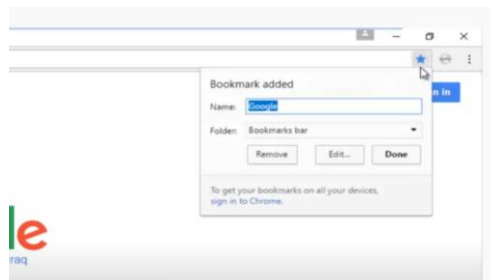 Bookmark added
Name: Google
Folder: Bookmarks bar
Remove Edit... Done
To get your bookmarks on all your devices,
sign in to Chrome.
n in
le
raq